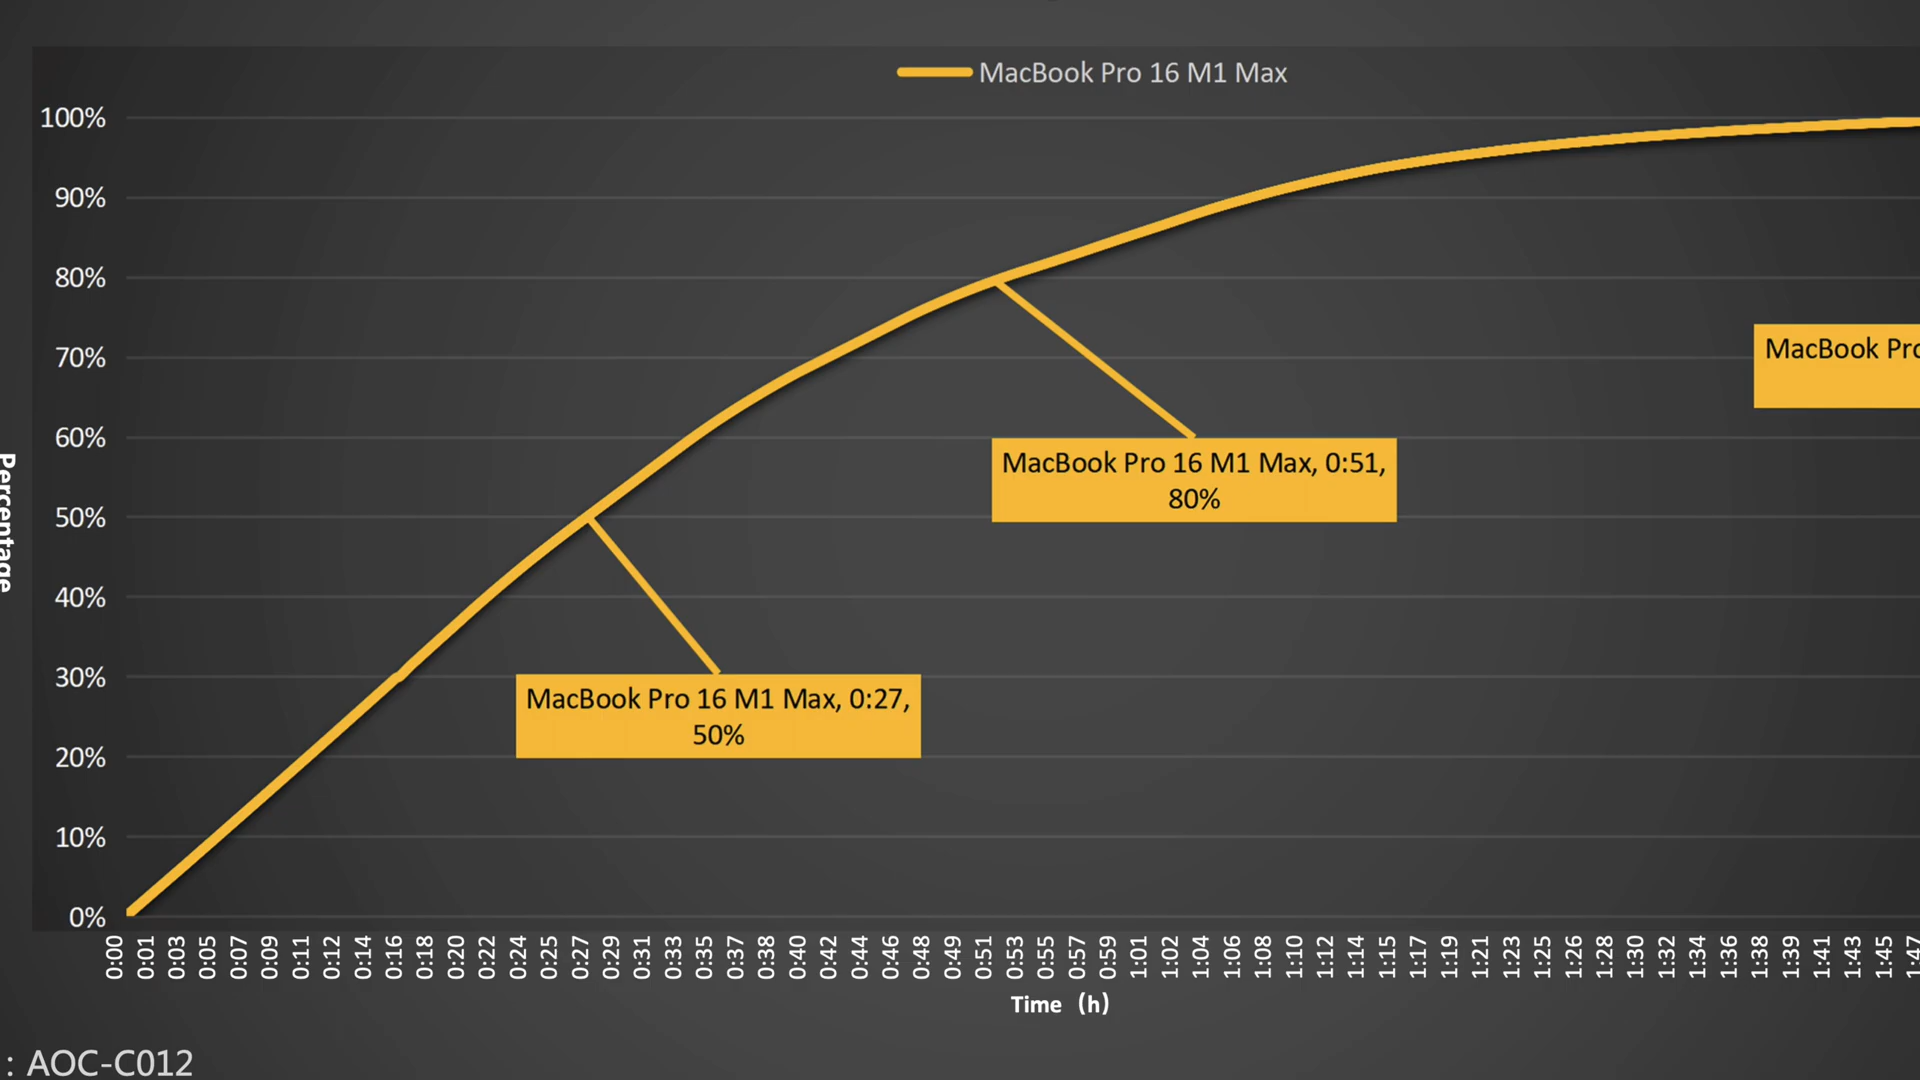 MacBook Pro 16 M1 Max
100%
90%
80%
70%
60%
50%
40%
30%
20%
10%
0%
Percentage
MacBook Pro
MacBook Pro 16 M1 Max, 0:51,
80%
MacBook Pro 16 M1 Max, 0:27,
50%
0:00 0:01 0:03 0:05 0:07 0:09 0:11 0:12 0:14 0:16 0:18 0:20 0:22 0:24 0:25 0:27 0:29 0:31 0:33 0:35 0:37 0:38 0:40 0:42 0:44 0:46 0:48 0:49 0:51 0:53 0:55 0:57 0:59 1:01 1:02 1:04 1:06 1:08 1:10 1:12 1:14 1:15 1:17 1:19 1:21 1:23 1:25 1:26 1:28 1:30 1:32 1:34 1:36 1:38 1:39 1:41 1:43 1:45 1:47
Time (h)
: AOC-C012